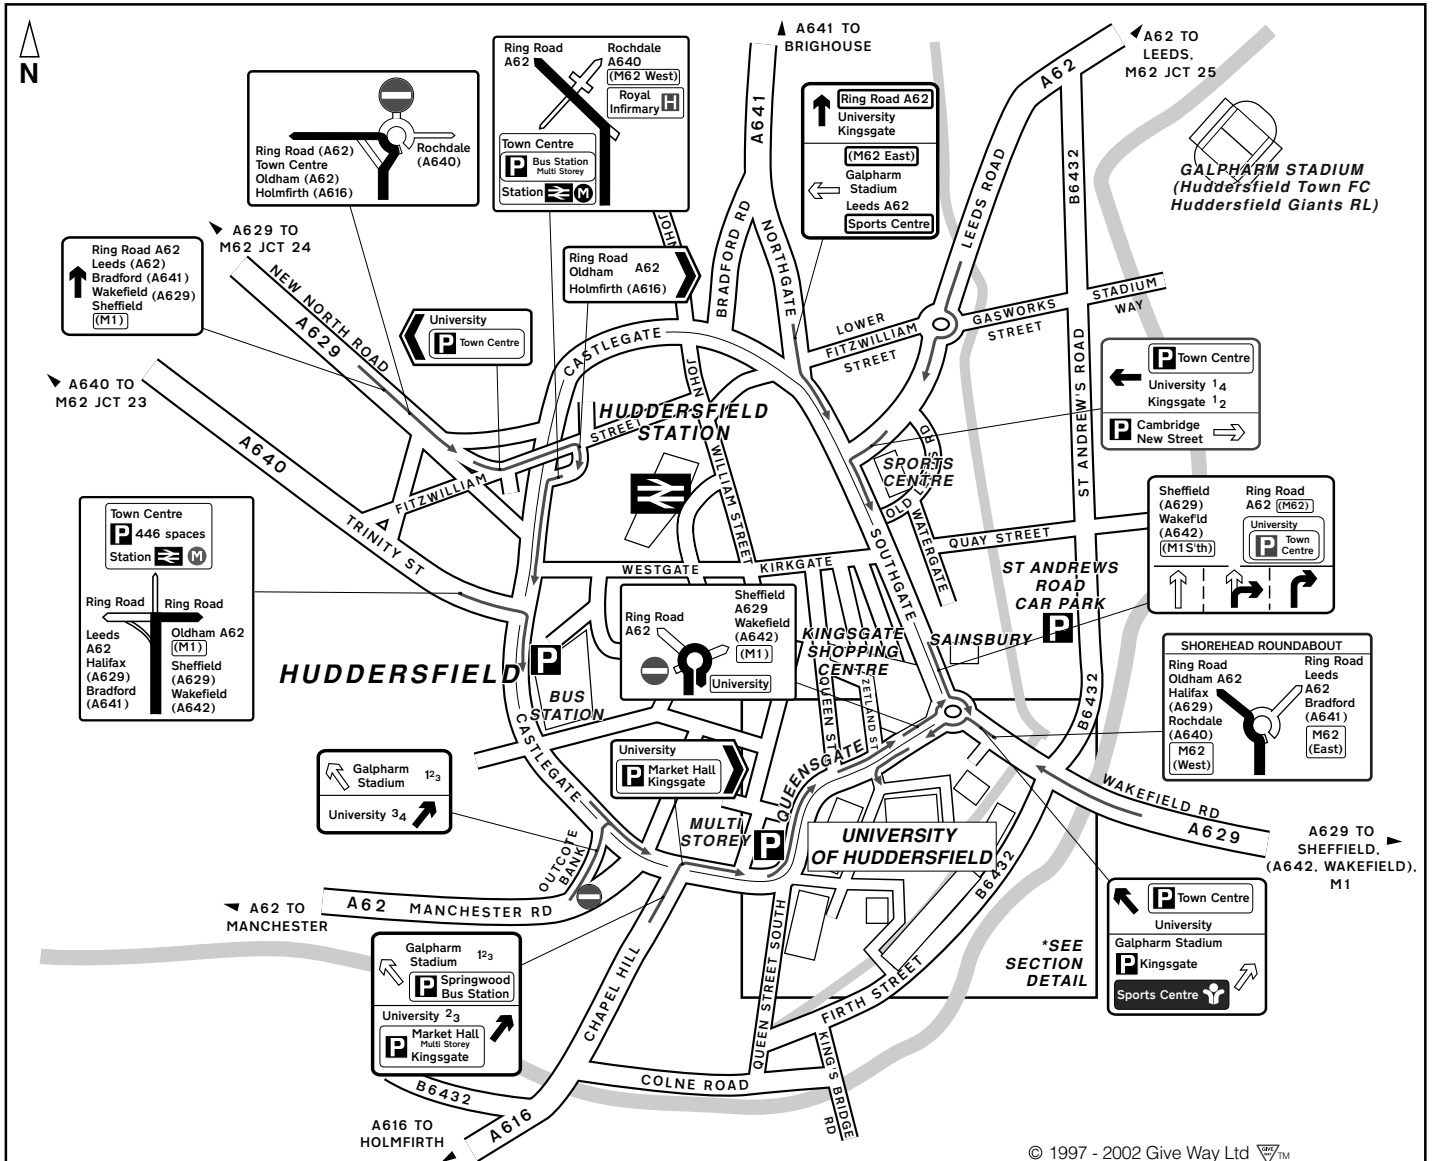 N
A641 TO
BRIGHOUSE
A62 TO
LEEDS,
M62 JCT 25
A641
A62
B6432
GALPHARM STADIUM
(Huddersfield Town FC
Huddersfield Giants RL)
Ring Road (A62)
Town Centre
Oldham (A62)
Holmfirth (A616)
Rochdale
(A640)
Ring Road
A62
Rochdale
A640
(M62 West)
Royal
Infirmary H
Town Centre
P Bus Station
Multi Storey
Station M
Ring Road A62
University
Kingsgate
(M62 East)
Galpharm
Stadium
Leeds A62
Sports Centre
A629 TO
M62 JCT 24
Ring Road A62
Leeds (A62)
Bradford (A641)
Wakefield (A629)
Sheffield
(M1)
Ring Road
Oldham A62
Holmfirth (A616)
University
P Town Centre
NEW NORTH ROAD
A629
A640 TO
M62 JCT 23
A640
TRINITY ST
FITZWILLIAM
STREET
CASTLEGATE
JOHN
BRADFORD RD
NORTHGATE
LEEDS ROAD
LOWER
FITZWILLIAM
STREET
GASWORKS
STREET
STADIUM
WAY
ST ANDREW'S ROAD
JOHN
WILLIAM STREET
HUDDERSFIELD
STATION
SPORTS
CENTRE
OLD L
RD
WATERGATE
QUAY STREET
SOUTHGATE
WESTGATE
KIRKGATE
P Town Centre
University 1 4
Kingsgate 1 2
P Cambridge
New Street
Sheffield
(A629)
Wakef'ld
(A642)
(M1S'th)
Ring Road
A62 (M62)
University
P Town
Centre
ST ANDREWS
ROAD
CAR PARK
P
SAINSBURY
KINGSGATE
SHOPPING
CENTRE
Town Centre
P 446 spaces
Station M
Ring Road
Ring Road
Leeds
A62
Halifax
(A629)
Bradford
(A641)
Oldham A62
(M1)
Sheffield
(A629)
Wakefield
(A642)
HUDDERSFIELD
P
BUS
STATION
Ring Road
A62
Sheffield
A629
Wakefield
(A642)
(M1)
University
SHOREHEAD ROUNDABOUT
Ring Road
Oldham A62
Halifax
(A629)
Rochdale
(A640)
M62
(West)
Ring Road
Leeds
A62
Bradford
(A641)
M62
(East)
QUEEN ST
ZETLAND ST
QUEENSGATE
CASTLEGATE
B6432
WAKEFIELD RD
A629
A629 TO
SHEFFIELD,
(A642, WAKEFIELD),
M1
Galpharm 1 2 3
Stadium
University 3 4
University
P Market Hall
Kingsgate
MULTI
STOREY P
UNIVERSITY
OF HUDDERSFIELD
OUTCOTE
BANK
A62 MANCHESTER RD
A62 TO
MANCHESTER
B6432
P Town Centre
University
Galpharm Stadium
P Kingsgate
Sports Centre
*SEE
SECTION
DETAIL
Galpharm
Stadium 1 2 3
P Springwood
Bus Station
University 2 3
P Market Hall
Multi Storey
Kingsgate
CHAPEL HILL
QUEEN STREET SOUTH
FIRTH STREET
KING'S BRIDGE
RD
COLNE ROAD
B6432
A616
A616 TO
HOLMFIRTH
© 1997 - 2002 Give Way Ltd GIVE WAY TM